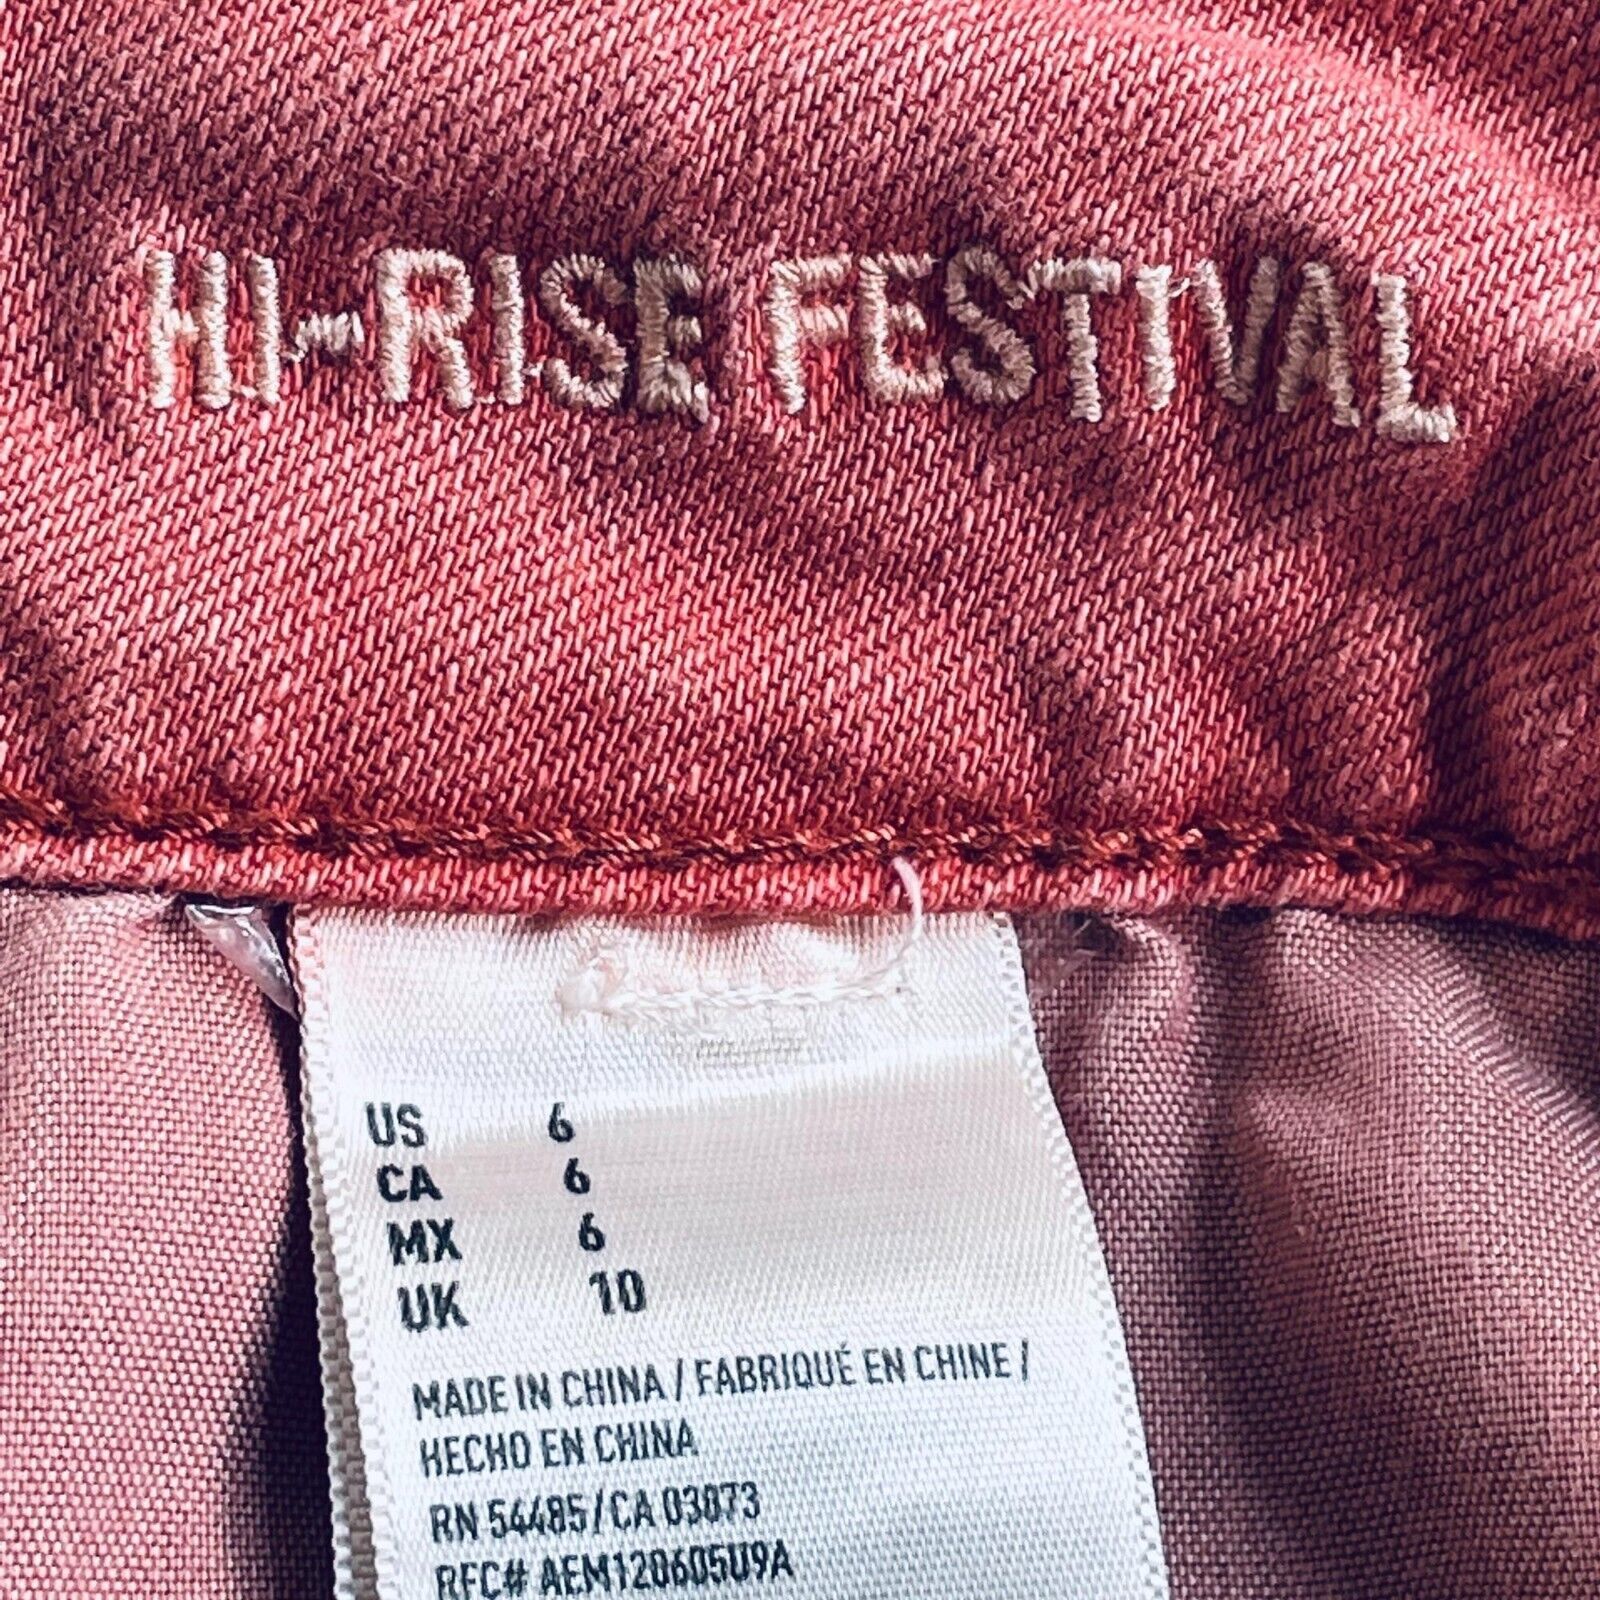 HI-RISE FESTIVAL
US 6
CA 6
MX 6
UK 10
MADE IN CHINA / FABRIQUÉ EN CHINE /
HECHO EN CHINA
RN 54485/CA 03073
RFC# AEM120605U9A